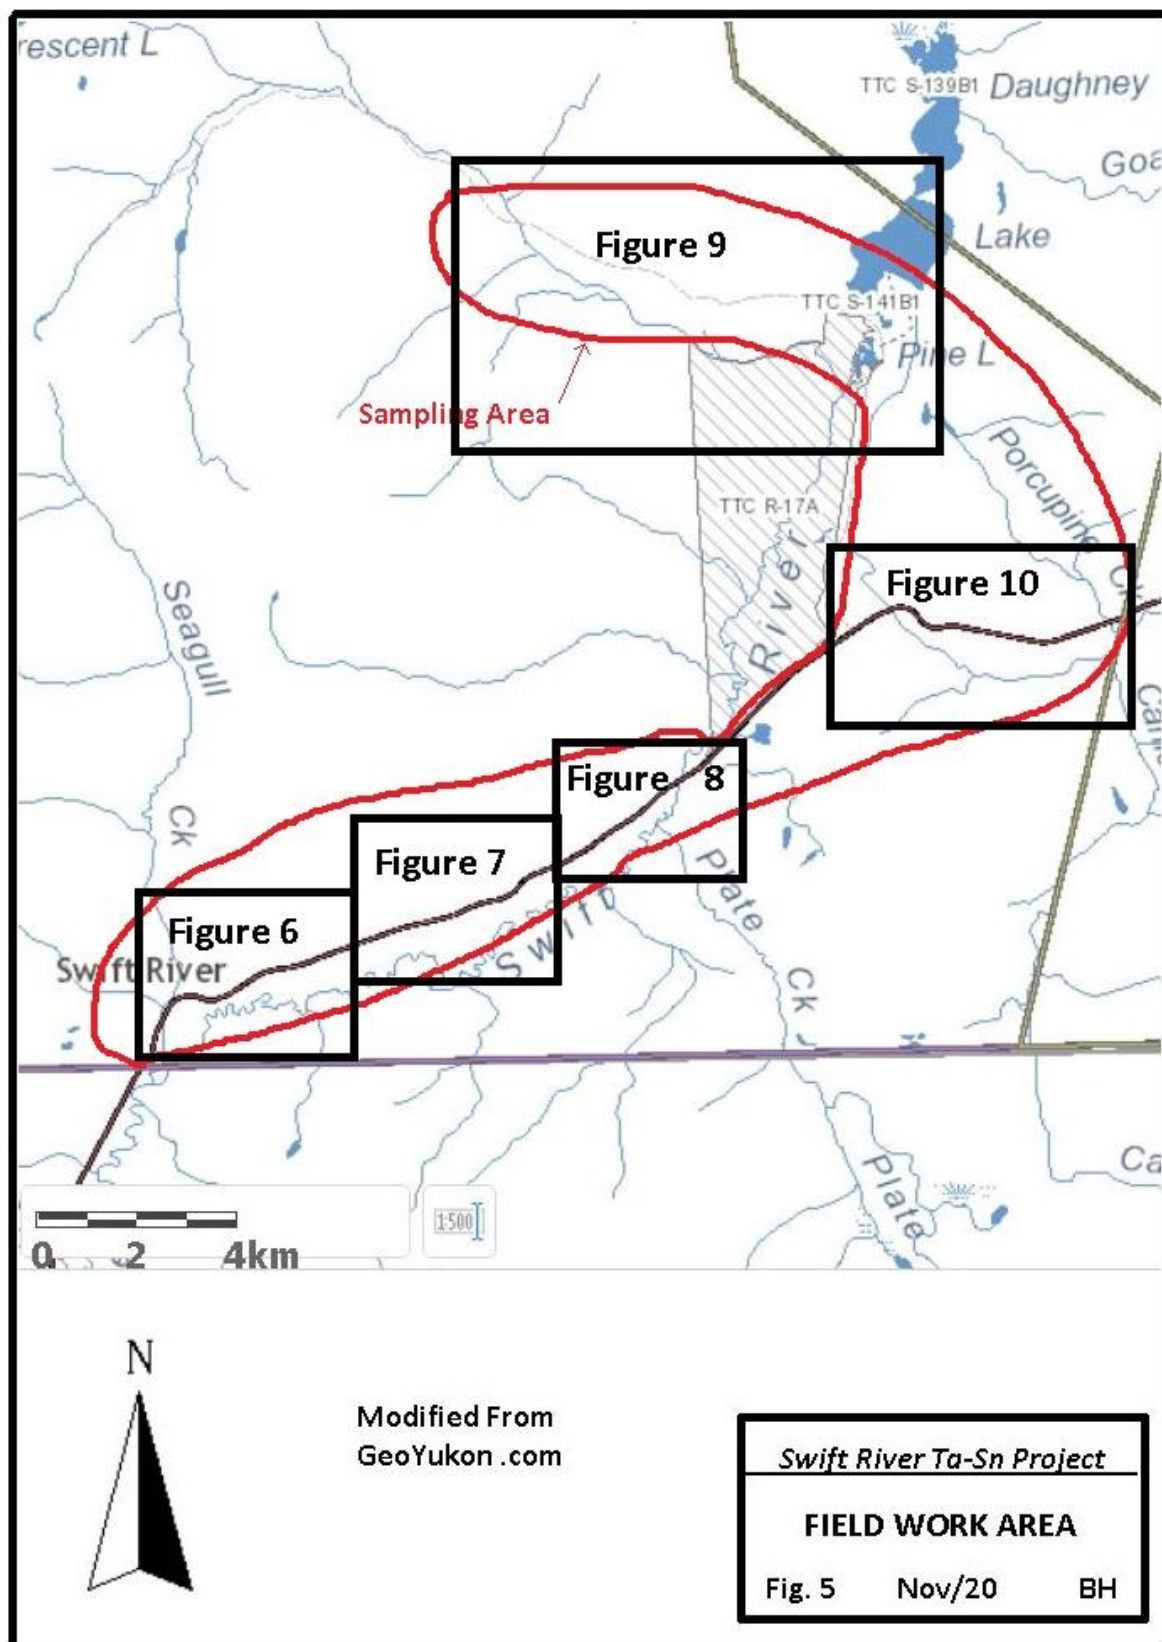 rescent L
TTC S-139B1
Daughney
Goa
Figure 9
Lake
TTC S-141B1
Pine L
Sampling Area
Porcupine
Ck
TTC R-17A
River
Figure 10
Seagull
Ck
Figure 8
Figure 7
Figure 6
Swift River
Swift
Plate
Ck
Plate
Ca
1:500
0 2 4km
N
Modified From
GeoYukon .com
Swift River Ta-Sn Project
FIELD WORK AREA
Fig. 5 Nov/20 BH